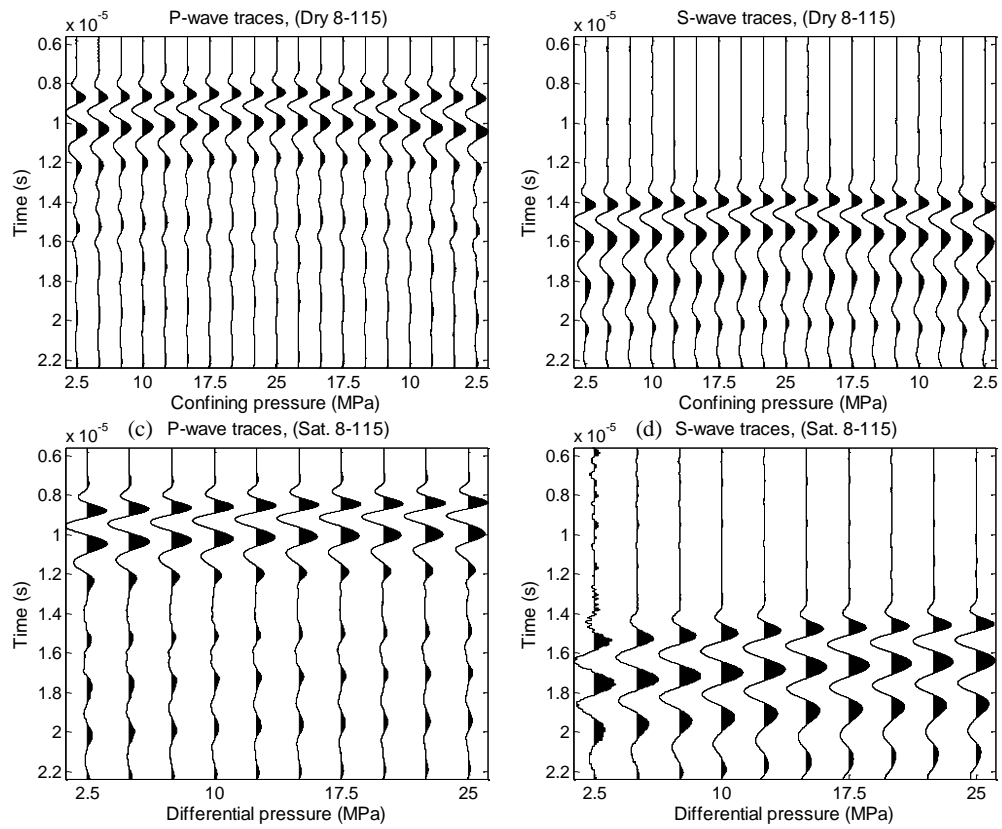 P-wave traces, (Dry 8-115)
x 10-5
0.6
0.8
1
1.2
1.4
1.6
1.8
2
2.2
Time (s)
2.5 10 17.5 25 17.5 10 2.5
Confining pressure (MPa)
S-wave traces, (Dry 8-115)
x 10-5
0.6
0.8
1
1.2
1.4
1.6
1.8
2
2.2
Time (s)
2.5 10 17.5 25 17.5 10 2.5
Confining pressure (MPa)
x 10-5 (c) P-wave traces, (Sat. 8-115)
0.6
0.8
1
1.2
1.4
1.6
1.8
2
2.2
Time (s)
2.5 10 17.5 25
Differential pressure (MPa)
x 10-5 (d) S-wave traces, (Sat. 8-115)
0.6
0.8
1
1.2
1.4
1.6
1.8
2
2.2
Time (s)
2.5 10 17.5 25
Differential pressure (MPa)